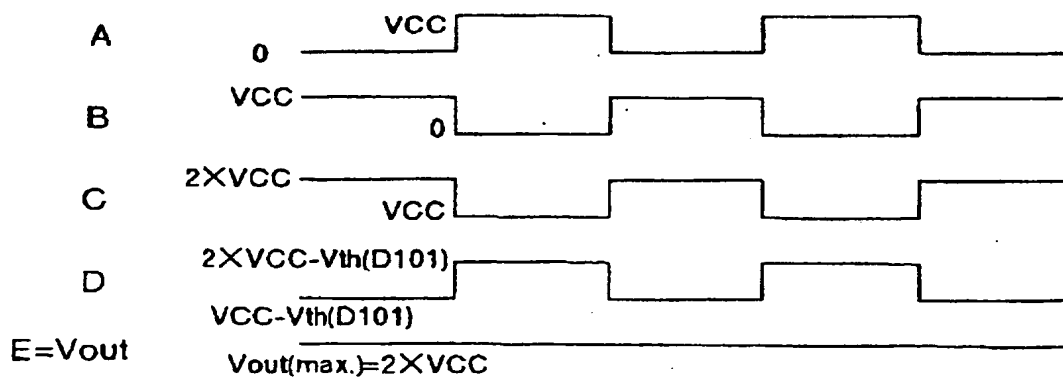 A
VCC
0
B
VCC
0
C
2×VCC
VCC
D
2×VCC-Vth(D101)
VCC-Vth(D101)
E=Vout
Vout(max.)=2×VCC